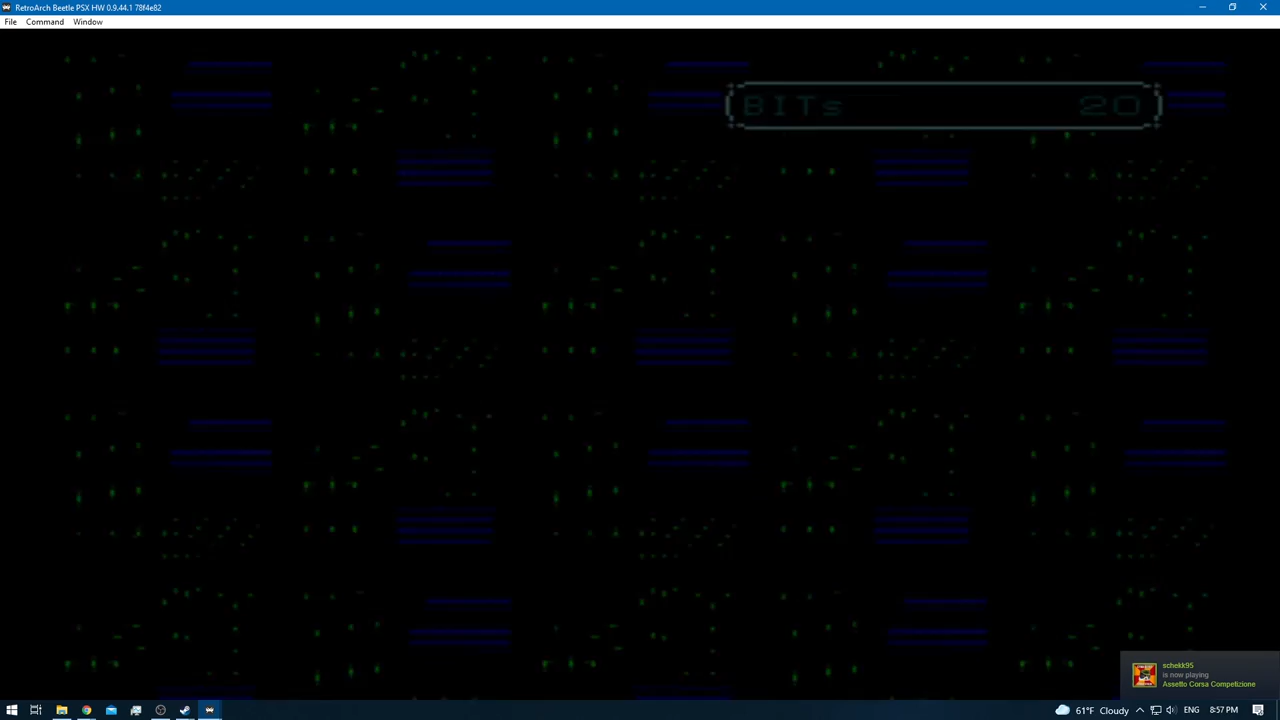 RetroArch Beetle PSX HW 0.9.44.1 78f4e82
File Command Window
BITs 20
schekk95
is now playing
Assetto Corsa Competizione
61°F Cloudy ENG 8:57 PM